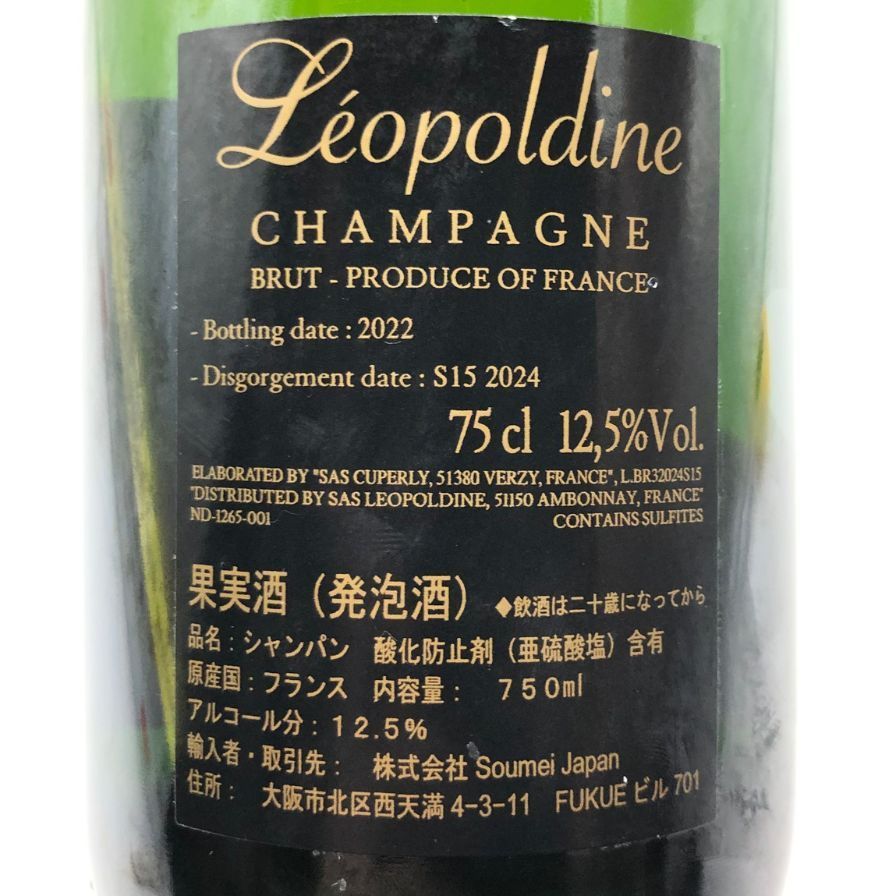 Léopoldine
CHAMPAGNE
BRUT - PRODUCE OF FRANCE
- Bottling date : 2022
- Disgorgement date : S15 2024
75 cl 12,5%Vol.
ELABORATED BY "SAS CUPERLY, 51380 VERZY, FRANCE", L.BR32024S15
"DISTRIBUTED BY SAS LEOPOLDINE, 51150 AMBONNAY, FRANCE"
ND-1265-001 CONTAINS SULFITES
果実酒（発泡酒） ◆飲酒は二十歳になってから
品名：シャンパン 酸化防止剤（亜硫酸塩）含有
原産国：フランス 内容量： ７５０ml
アルコール分：１２.５％
輸入者・取引先： 株式会社 Soumei Japan
住所： 大阪市北区西天満 4-3-11 FUKUE ビル 701